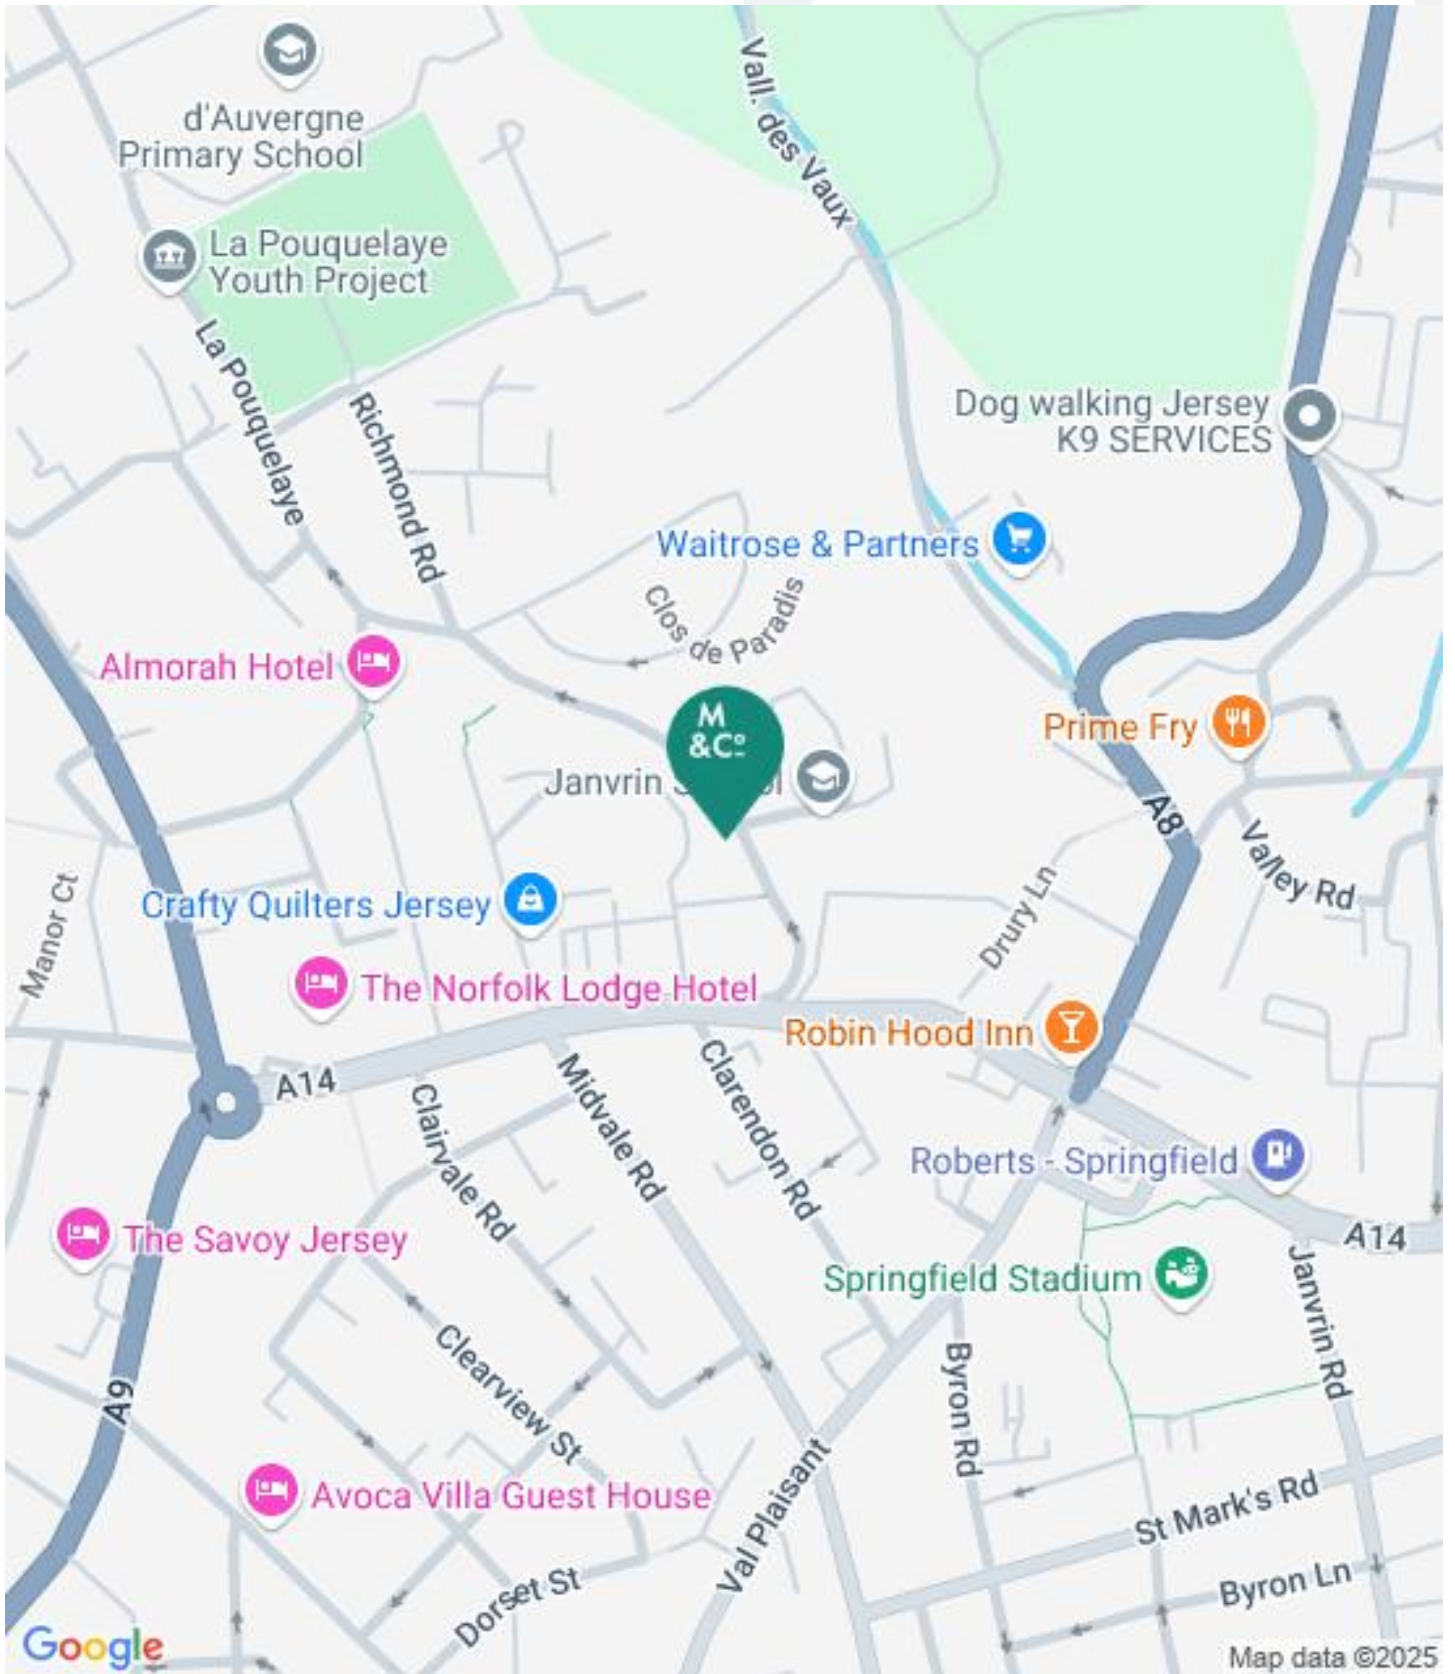 d'Auvergne
Primary School
Vall. des Vaux
La Pouquelaye
Youth Project
La Pouquelaye
Richmond Rd
Dog walking Jersey
K9 SERVICES
Waitrose & Partners
Clos de Paradis
Almorah Hotel
M
&Cº
Prime Fry
Janvrin
A8
Valley Rd
Manor Ct
Crafty Quilters Jersey
Drury Ln
The Norfolk Lodge Hotel
Robin Hood Inn
A14
Clairvale Rd
Midvale Rd
Clarendon Rd
Roberts - Springfield
The Savoy Jersey
A14
Springfield Stadium
Janvrin Rd
A9
Clearview St
Byron Rd
Avoca Villa Guest House
Val Plaisant
St Mark's Rd
Dorset St
Byron Ln
Google
Map data ©2025